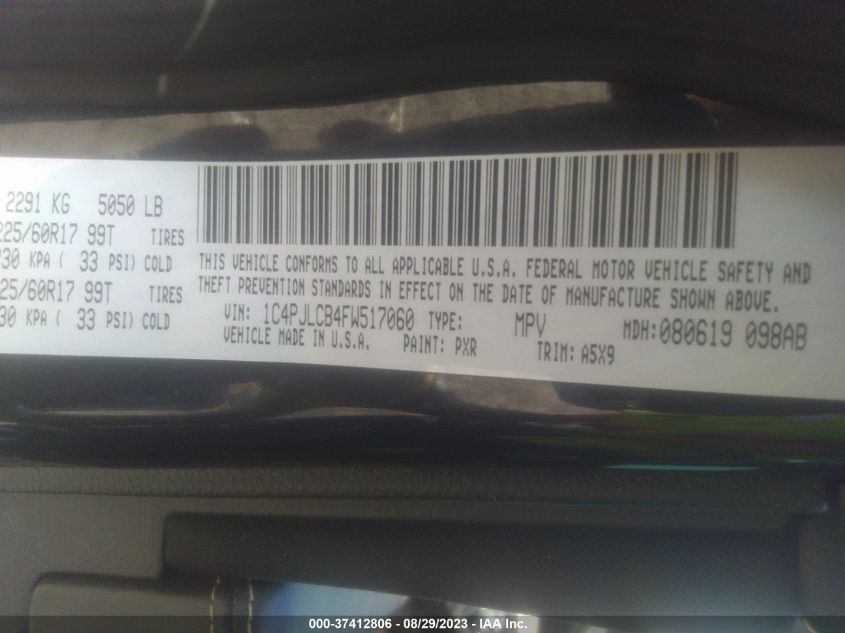 2291 KG 5050 LB
225/60R17 99T TIRES
230 KPA ( 33 PSI) COLD
225/60R17 99T TIRES
230 KPA ( 33 PSI) COLD
THIS VEHICLE CONFORMS TO ALL APPLICABLE U.S.A. FEDERAL MOTOR VEHICLE SAFETY AND
THEFT PREVENTION STANDARDS IN EFFECT ON THE DATE OF MANUFACTURE SHOWN ABOVE.
VIN: 1C4PJLCB4FW517060 TYPE: MPV MDH:080619 098AB
VEHICLE MADE IN U.S.A. PAINT: PXR TRIM: A5X9
000-37412806 - 08/29/2023 - IAA Inc.